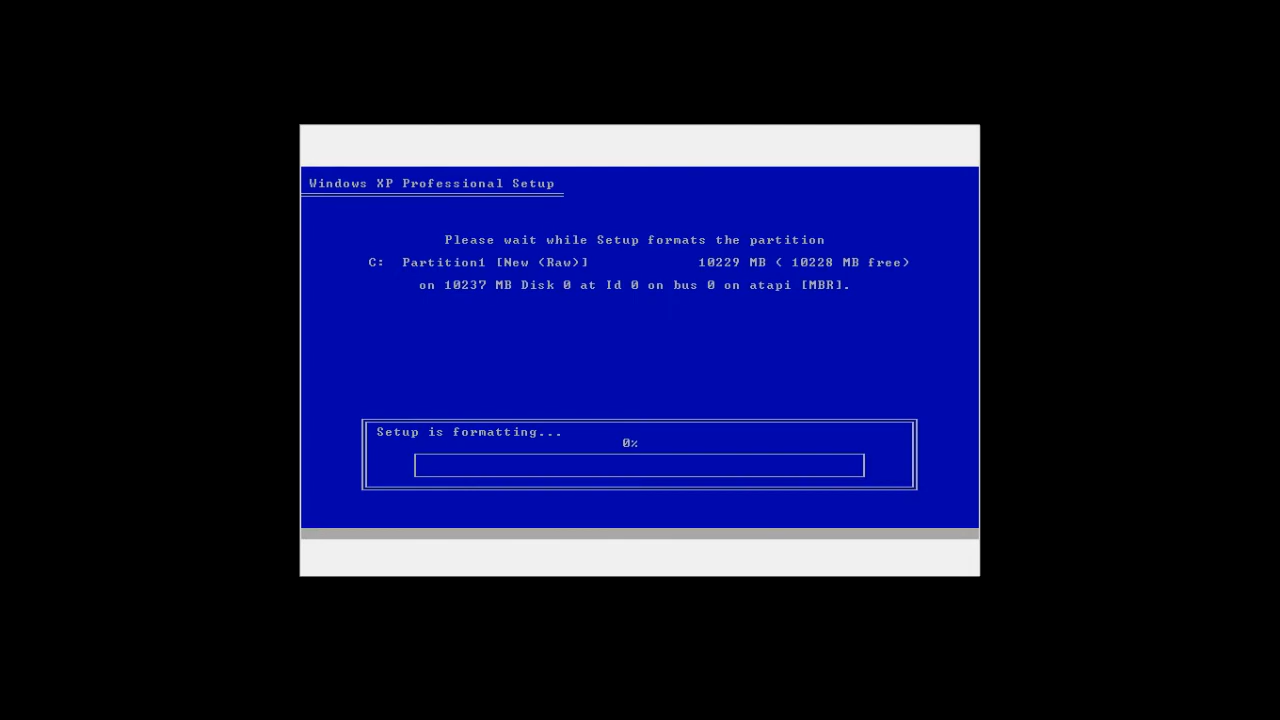 Windows XP Professional Setup
Please wait while Setup formats the partition
C:  Partition1 [New (Raw)]             10229 MB ( 10228 MB free)
on 10237 MB Disk 0 at Id 0 on bus 0 on atapi [MBR].
Setup is formatting...
0%